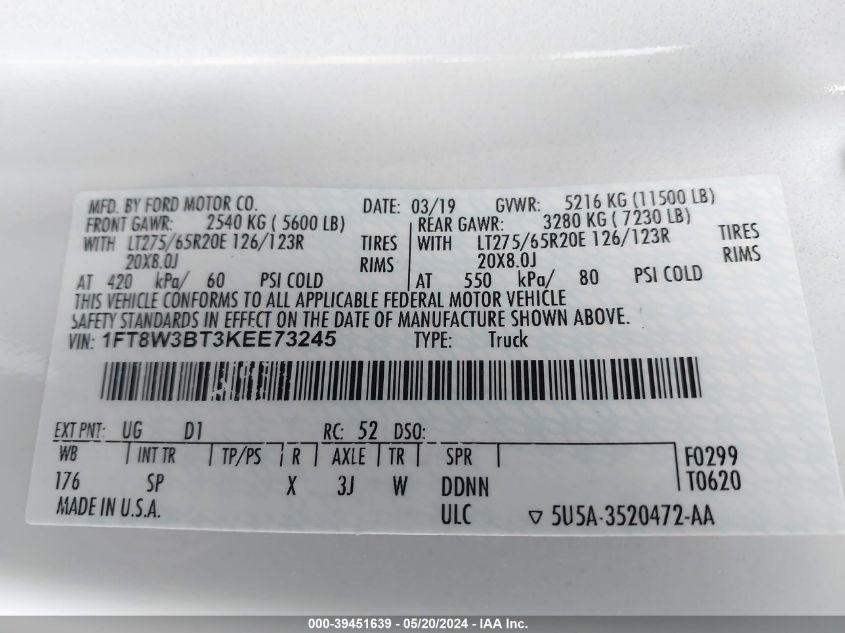 MFD. BY FORD MOTOR CO. DATE: 03/19 GVWR: 5216 KG (11500 LB)
FRONT GAWR: 2540 KG ( 5600 LB) REAR GAWR: 3280 KG ( 7230 LB)
WITH LT275/65R20E 126/123R TIRES WITH LT275/65R20E 126/123R TIRES
20X8.0J RIMS 20X8.0J RIMS
AT 420 kPa/ 60 PSI COLD AT 550 kPa/ 80 PSI COLD
THIS VEHICLE CONFORMS TO ALL APPLICABLE FEDERAL MOTOR VEHICLE
SAFETY STANDARDS IN EFFECT ON THE DATE OF MANUFACTURE SHOWN ABOVE.
VIN: 1FT8W3BT3KEE73245 TYPE: Truck
EXT PNT: UG D1 RC: 52 DSO:
WB INT TR TP/PS R AXLE TR SPR F0299
176 SP X 3J W DDNN T0620
MADE IN U.S.A. ULC ▽ 5U5A-3520472-AA
000-39451639 - 05/20/2024 - IAA Inc.